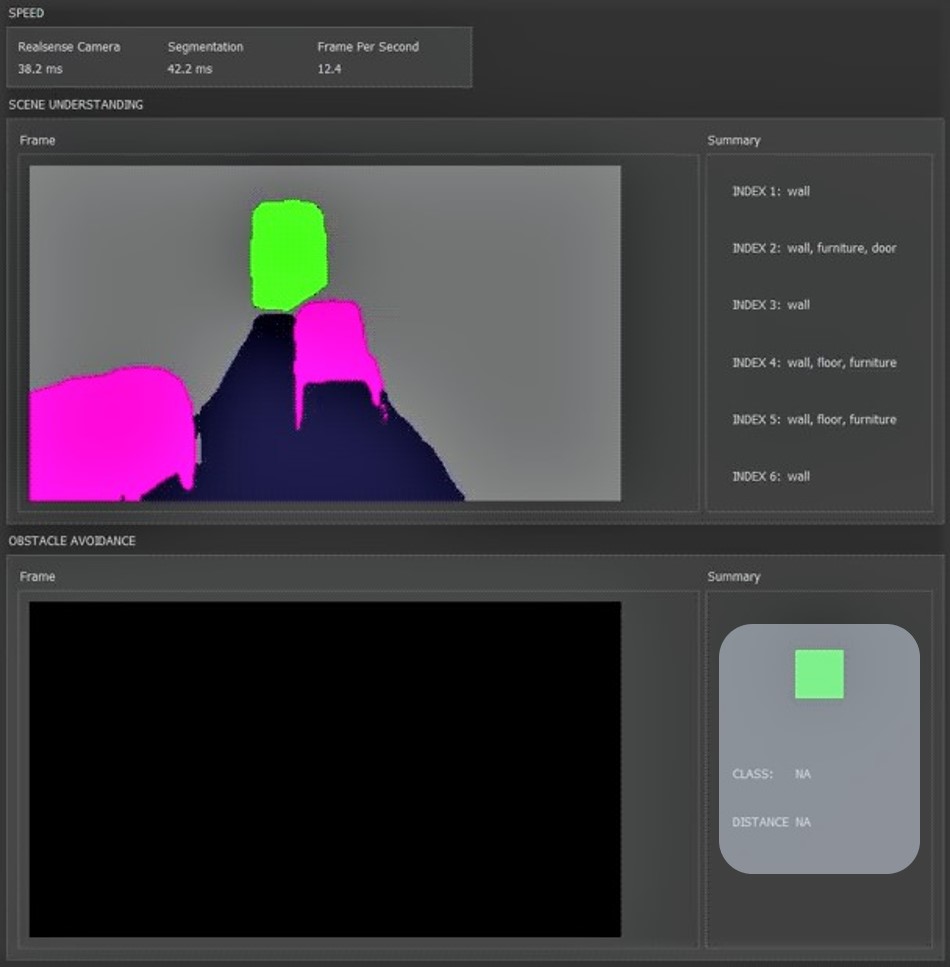 SPEED
Realsense Camera Segmentation Frame Per Second
38.2 ms 42.2 ms 12.4
SCENE UNDERSTANDING
Frame
Summary
INDEX 1: wall
INDEX 2: wall, furniture, door
INDEX 3: wall
INDEX 4: wall, floor, furniture
INDEX 5: wall, floor, furniture
INDEX 6: wall
OBSTACLE AVOIDANCE
Frame
Summary
CLASS: NA
DISTANCE NA